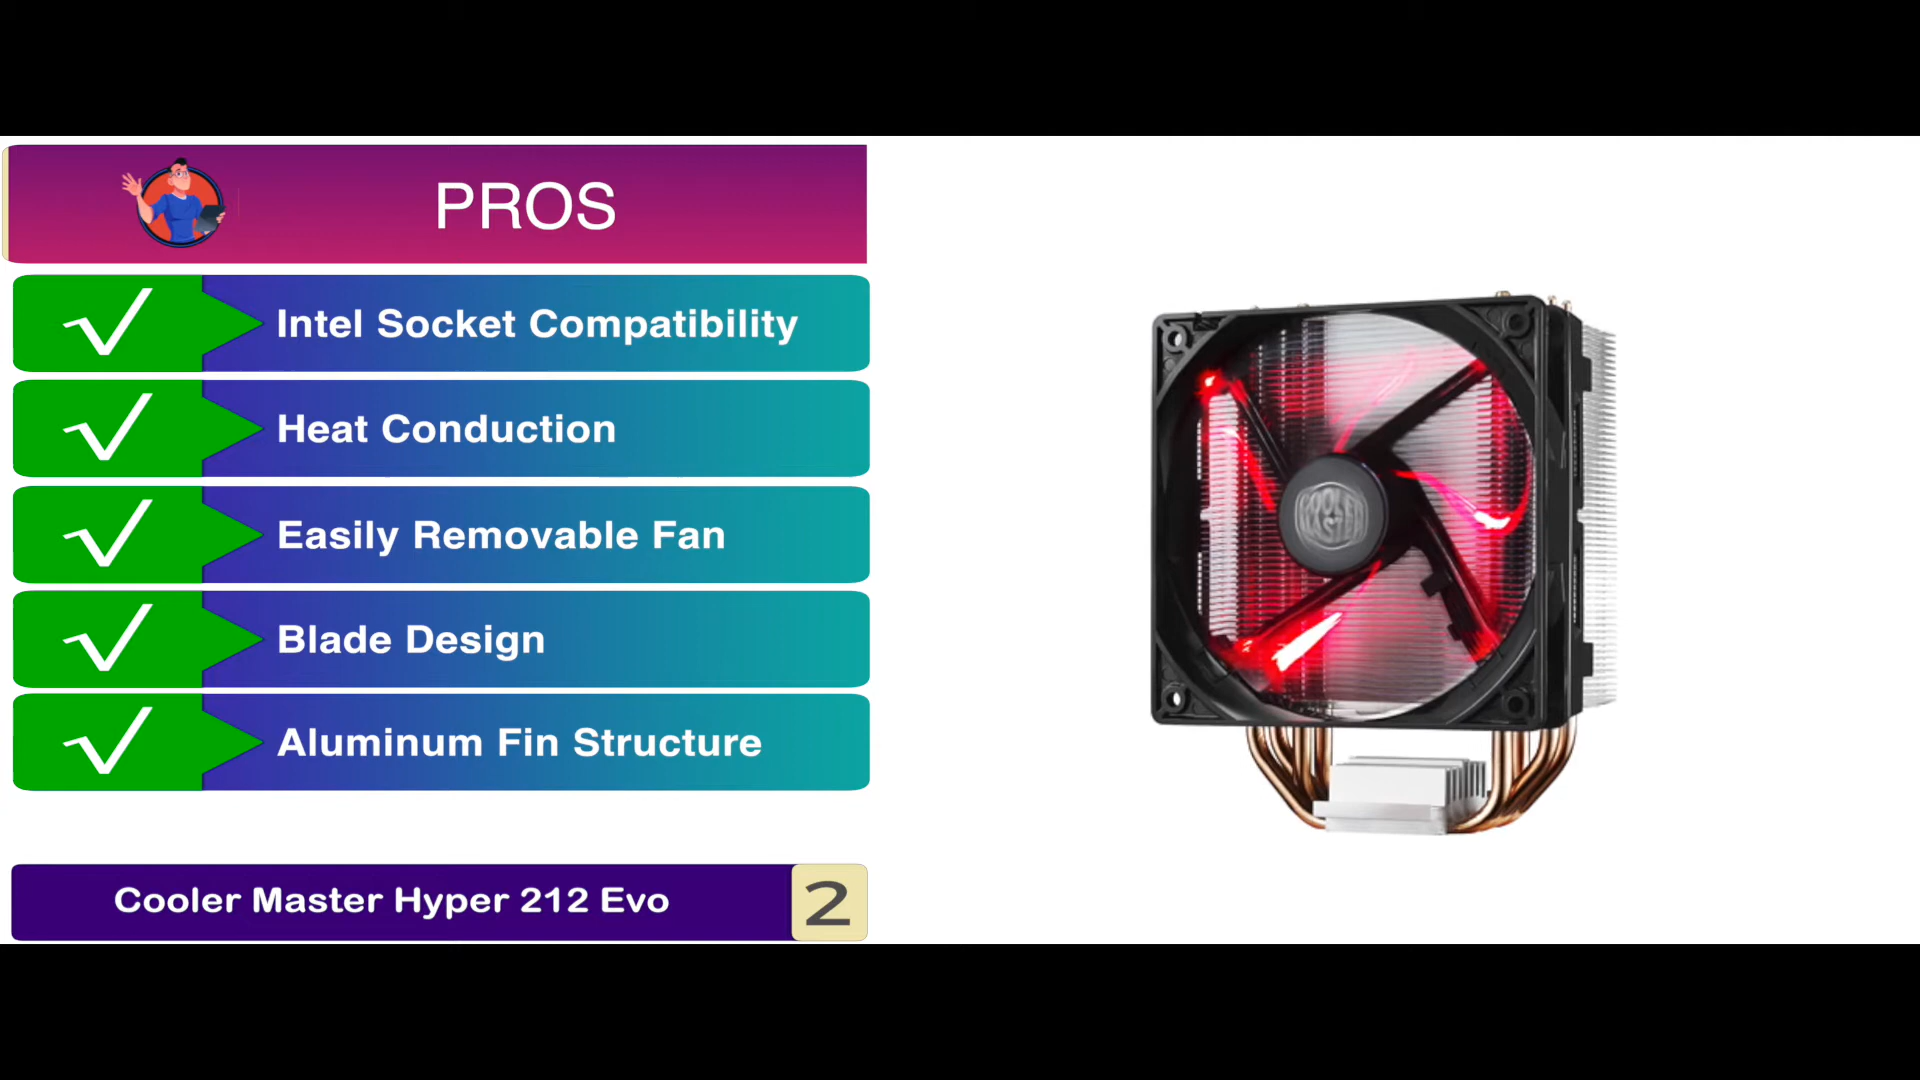 PROS
Intel Socket Compatibility
Heat Conduction
Easily Removable Fan
Blade Design
Aluminum Fin Structure
Cooler Master Hyper 212 Evo
2
COOLER
MASTER